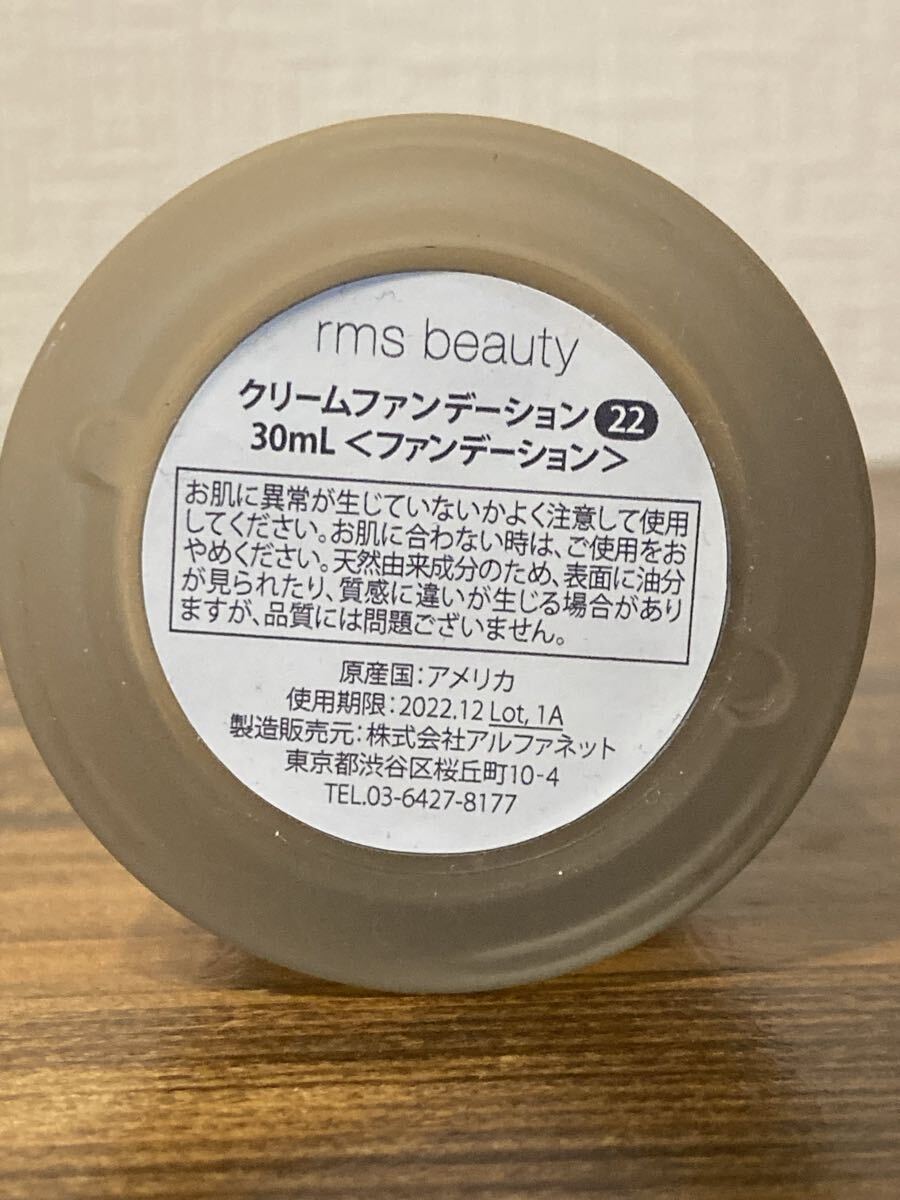 rms beauty
クリームファンデーション 22
30mL <ファンデーション>
お肌に異常が生じていないかよく注意して使用
してください。お肌に合わない時は、ご使用をお
やめください。天然由来成分のため、表面に油分
が見られたり、質感に違いが生じる場合があり
ますが、品質には問題ございません。
原産国：アメリカ
使用期限：2022.12 Lot, 1A
製造販売元：株式会社アルファネット
東京都渋谷区桜丘町10-4
TEL.03-6427-8177